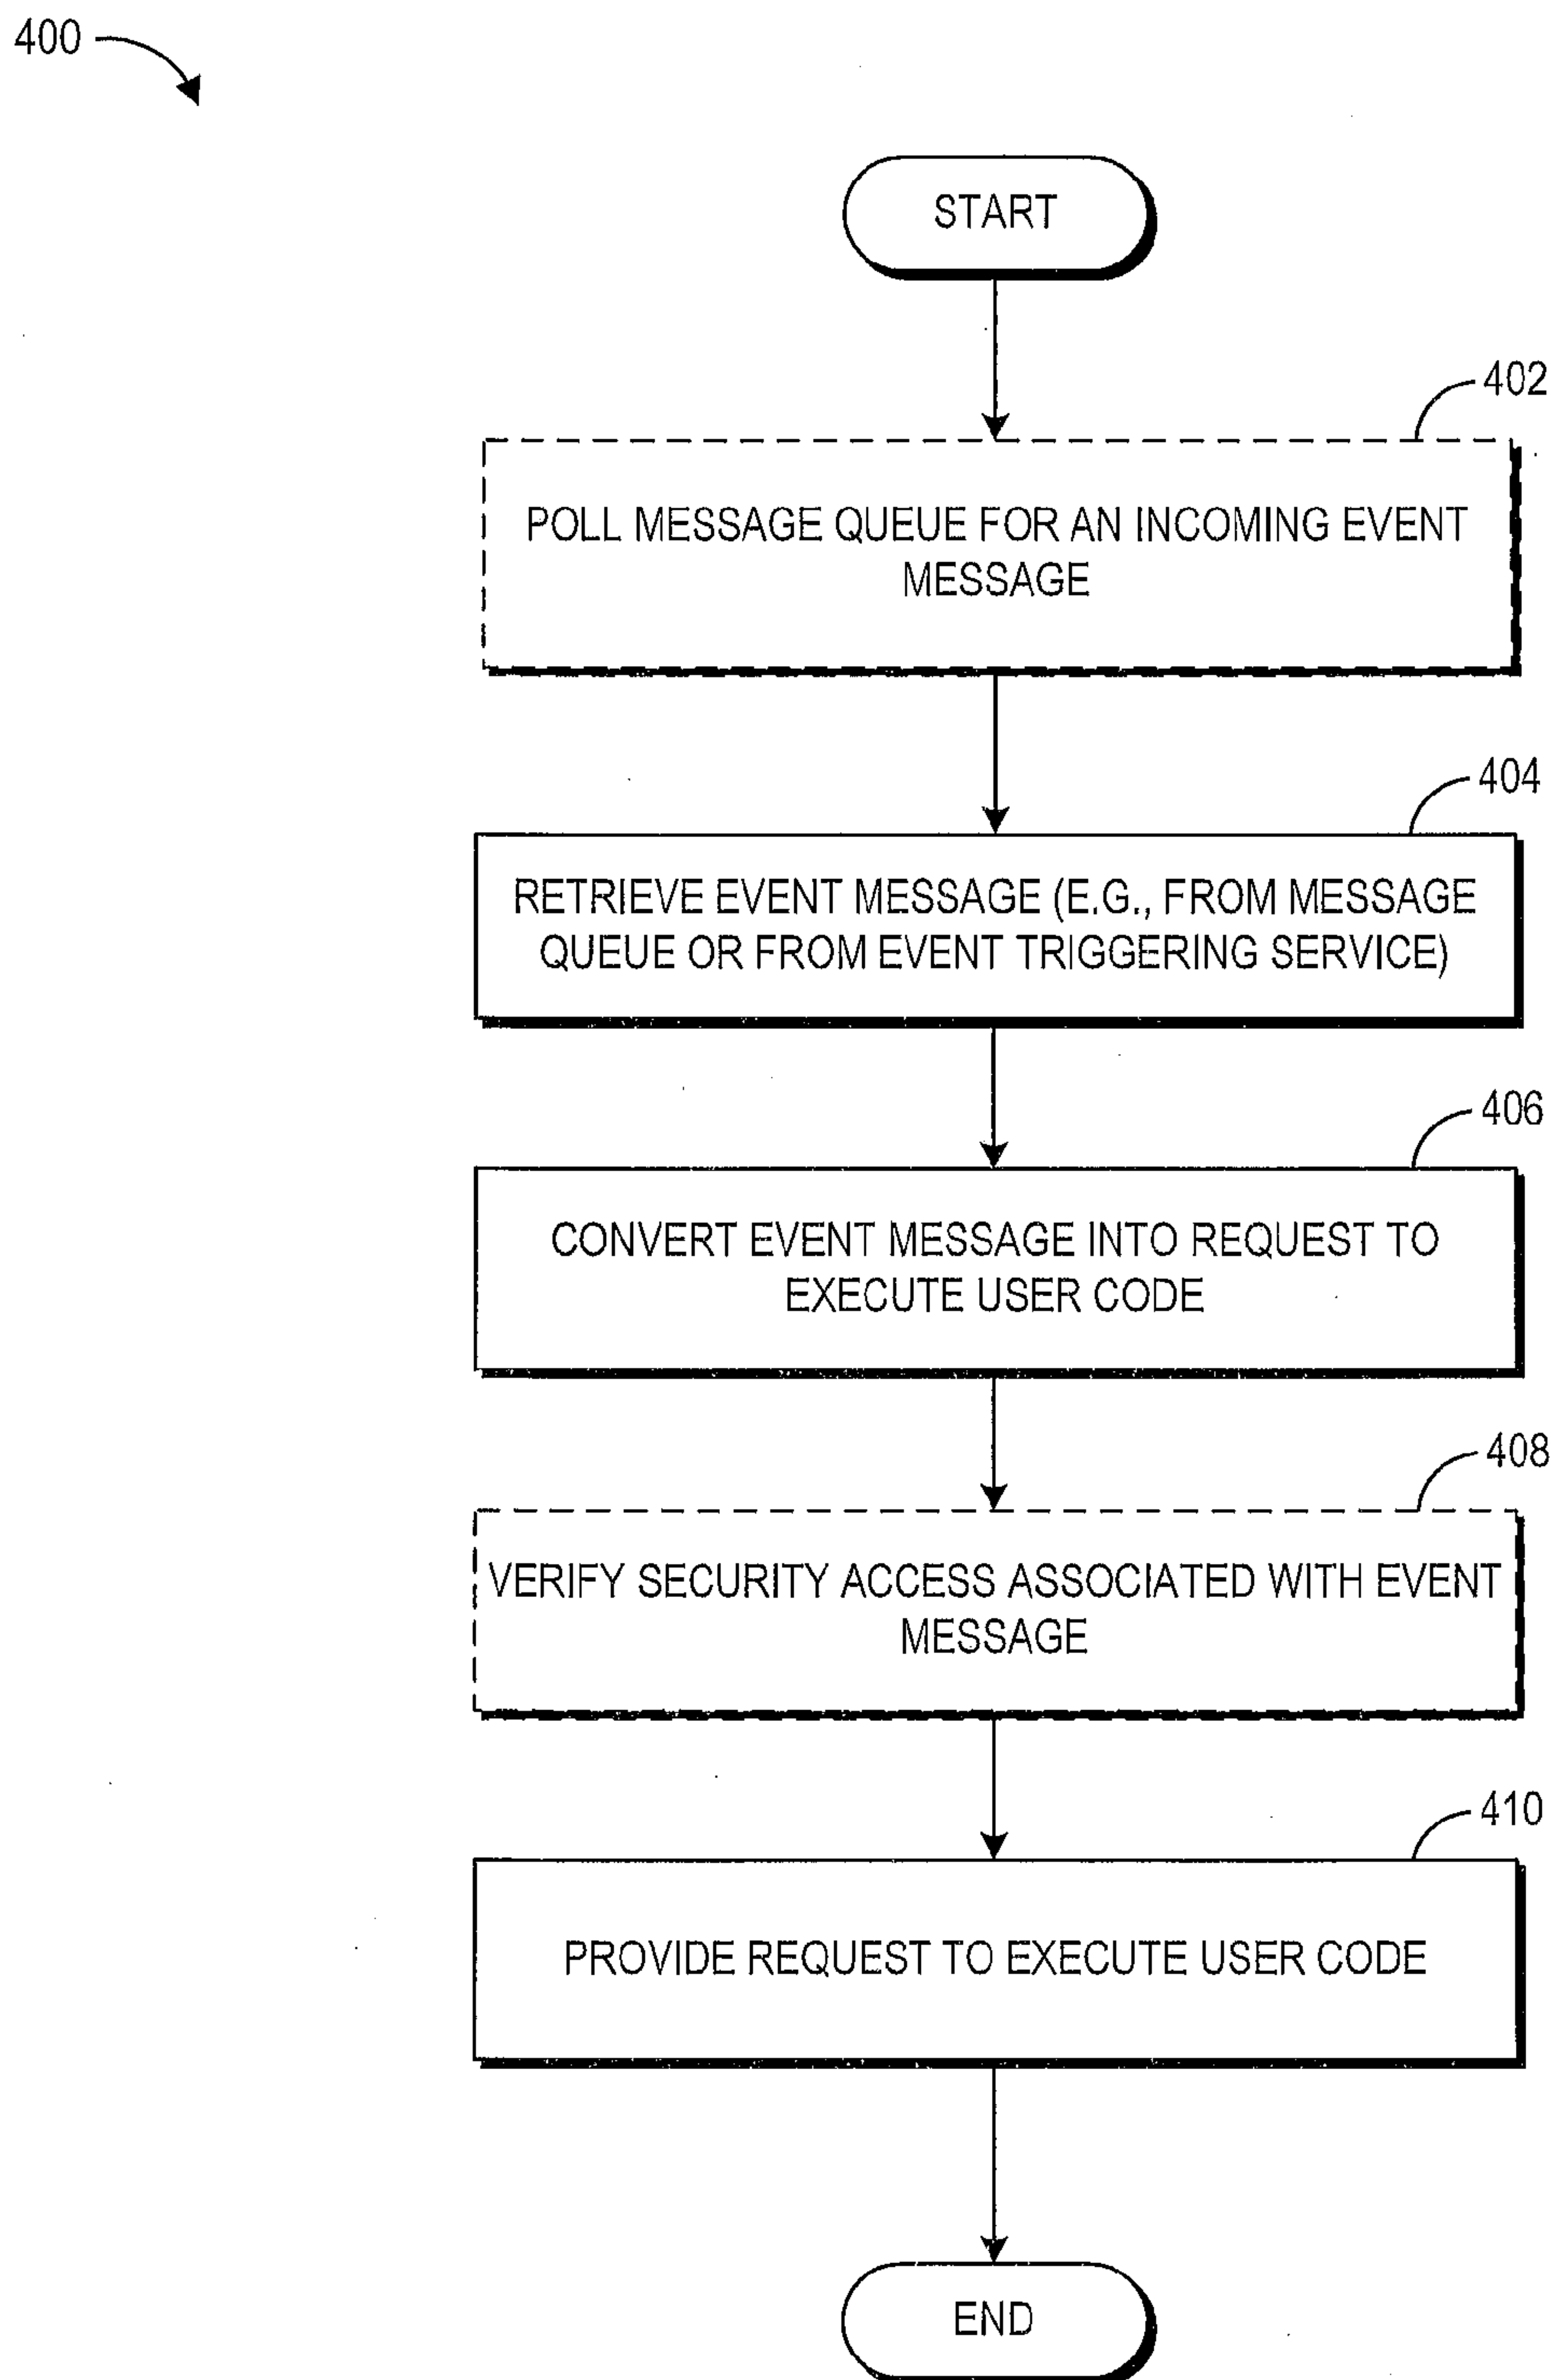 400
START
402
POLL MESSAGE QUEUE FOR AN INCOMING EVENT
MESSAGE
404
RETRIEVE EVENT MESSAGE (E.G., FROM MESSAGE
QUEUE OR FROM EVENT TRIGGERING SERVICE)
406
CONVERT EVENT MESSAGE INTO REQUEST TO
EXECUTE USER CODE
408
VERIFY SECURITY ACCESS ASSOCIATED WITH EVENT
MESSAGE
410
PROVIDE REQUEST TO EXECUTE USER CODE
END